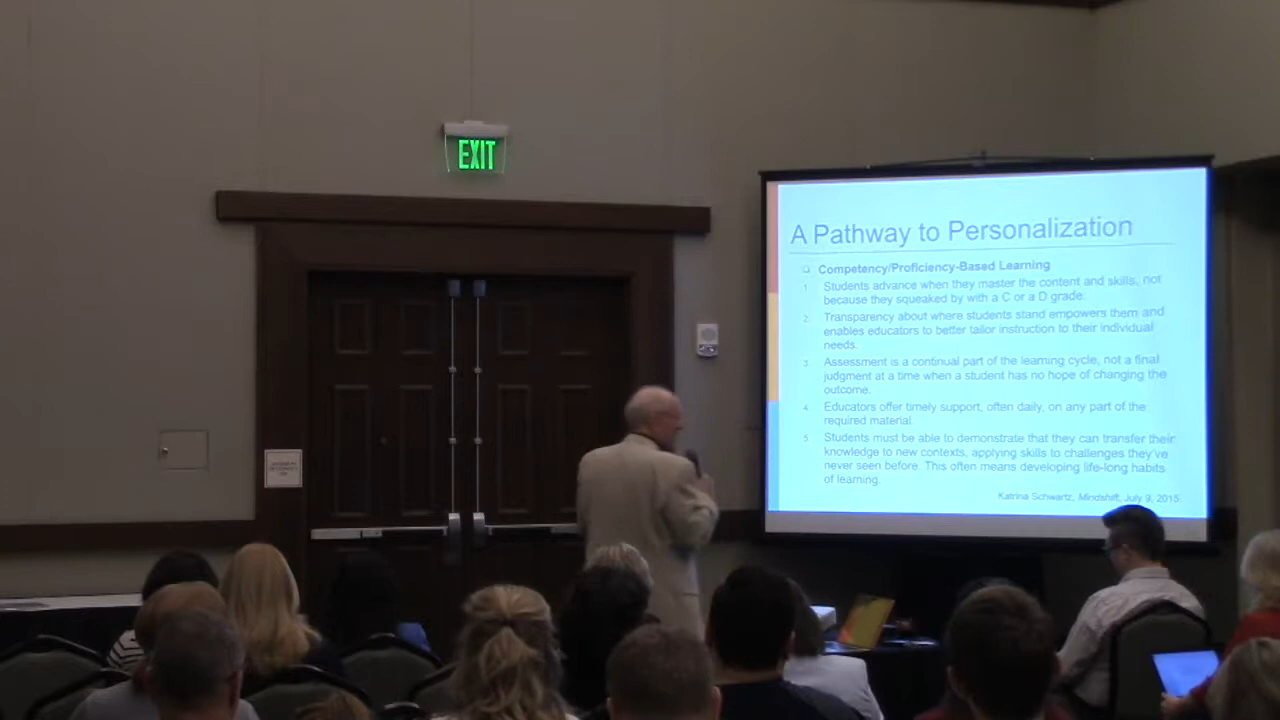 EXIT
A Pathway to Personalization
Competency/Proficiency-Based Learning
1. Students advance when they master the content and skills, not
because they squeaked by with a C or a D grade.
2. Transparency about where students stand empowers them and
enables educators to better tailor instruction to their individual
needs.
3. Assessment is a continual part of the learning cycle, not a final
judgment at a time when a student has no hope of changing the
outcome.
4. Educators offer timely support, often daily, on any part of the
required material
5. Students must be able to demonstrate that they can transfer their
knowledge to new contexts, applying skills to challenges they've
never seen before. This often means developing life-long habits
of learning.
Katrina Schwartz, Mindshift, July 9, 2015